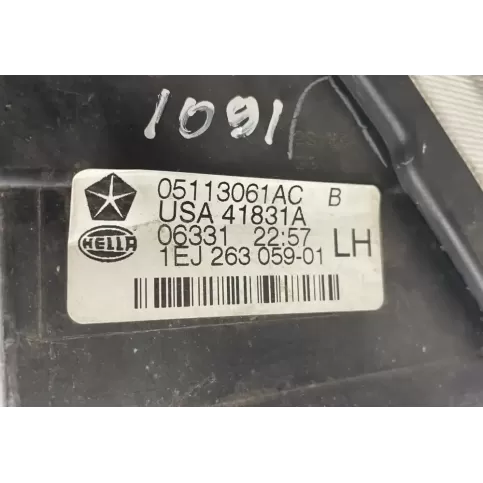 1091
05113061AC B
USA 41831A
06331 22:57
1EJ 263 059-01 LH
HELLA